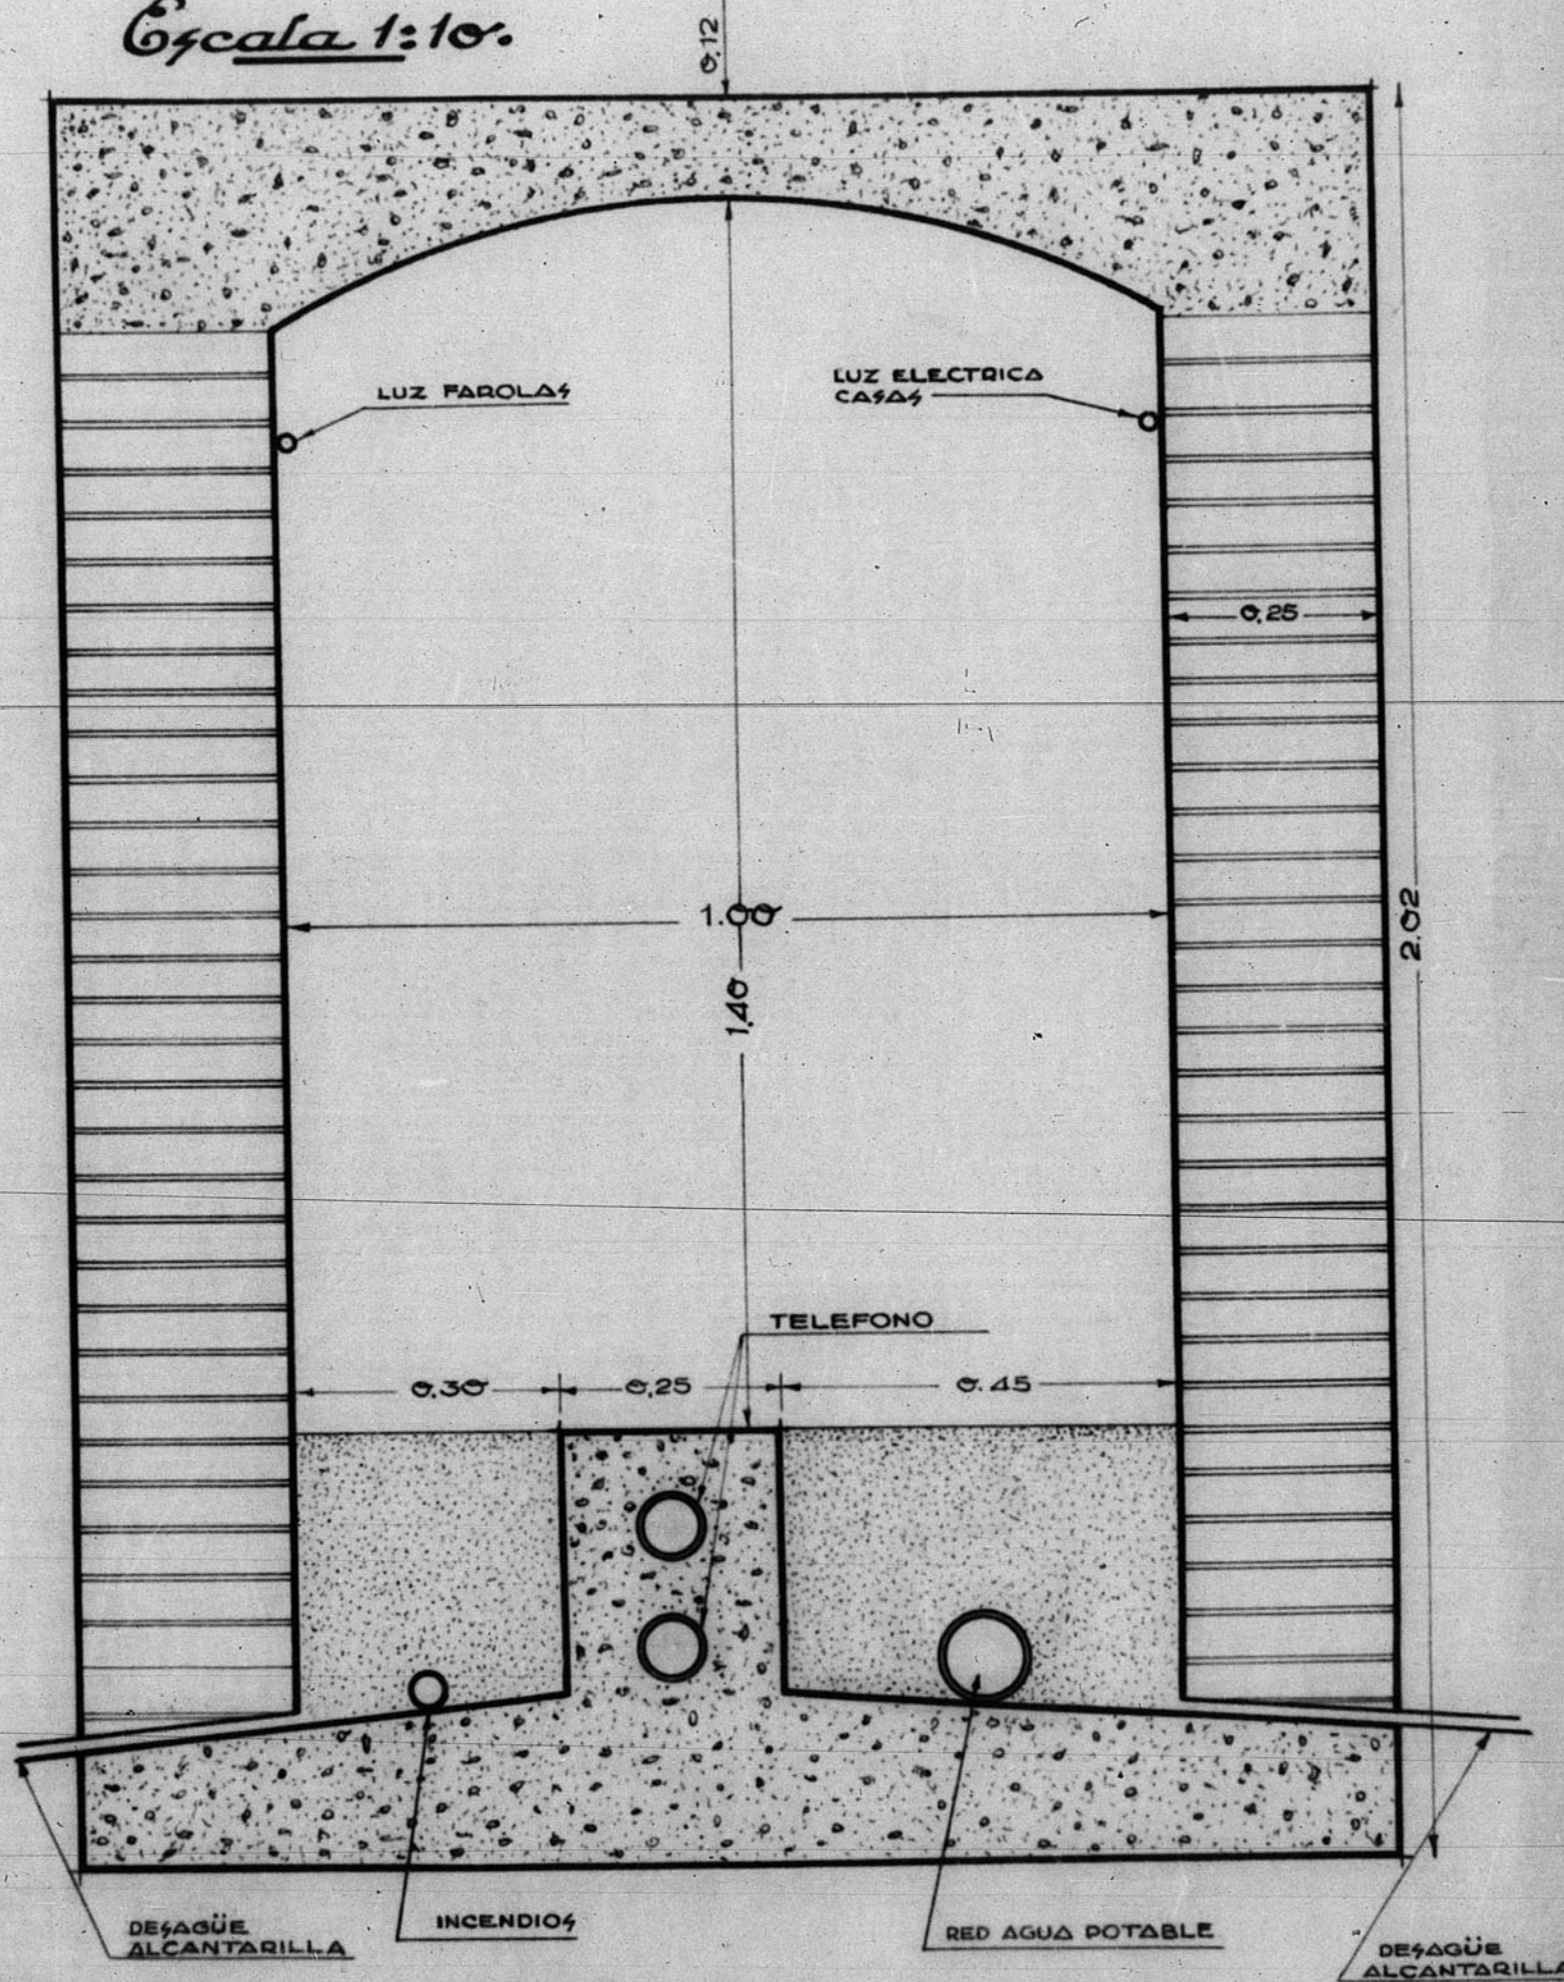 Escala 1:10.
0,12
LUZ FAROLAS
LUZ ELECTRICA
CASAS
0,25
1.00
1,40
2.02
TELEFONO
0.30
0,25
0.45
DESAGÜE
ALCANTARILLA
INCENDIOS
RED AGUA POTABLE
DESAGÜE
ALCANTARILLA